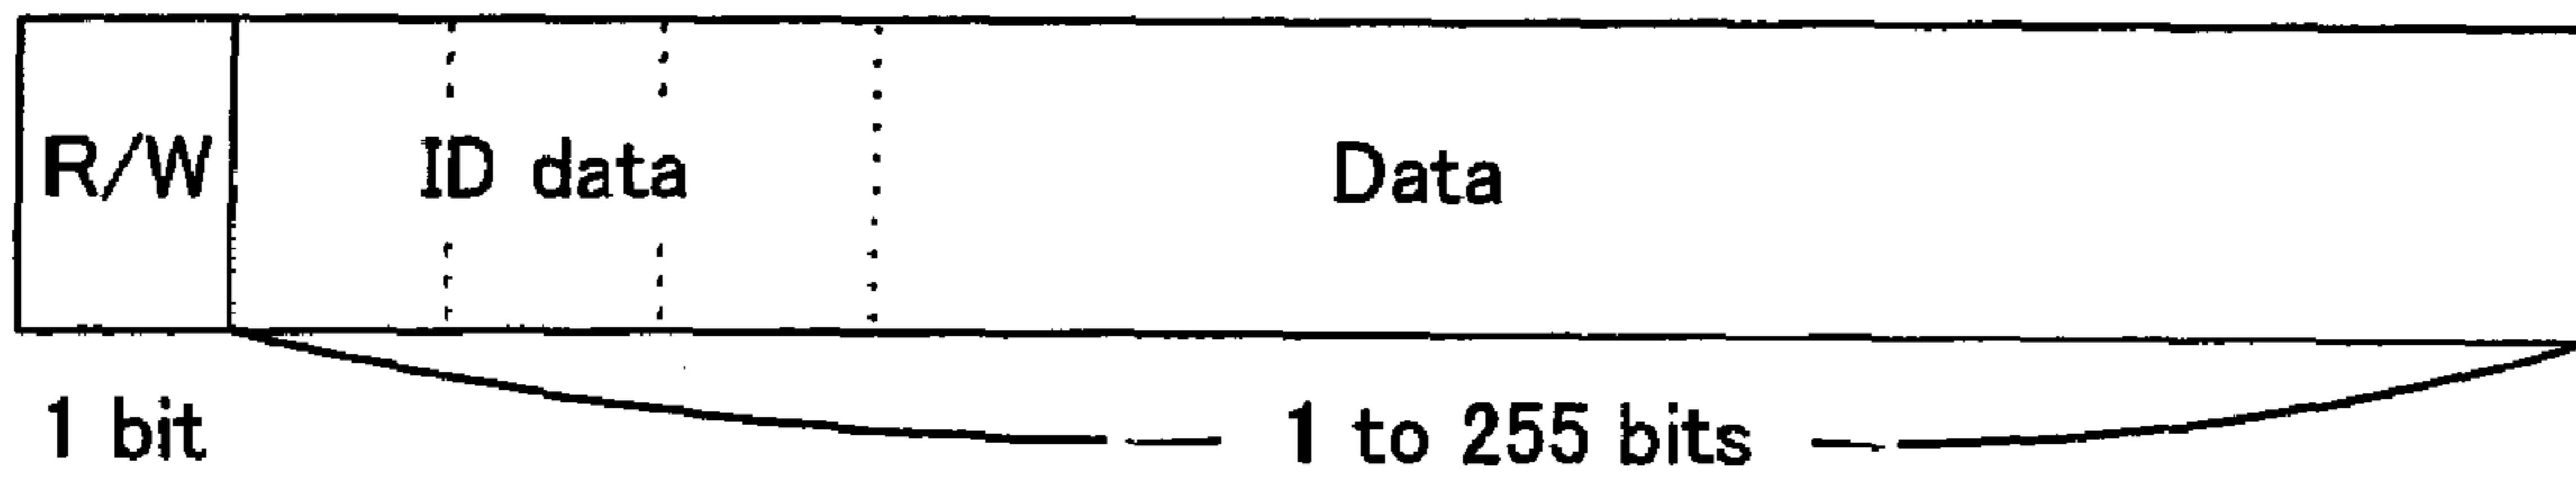 R/W ID data Data
1 bit 1 to 255 bits